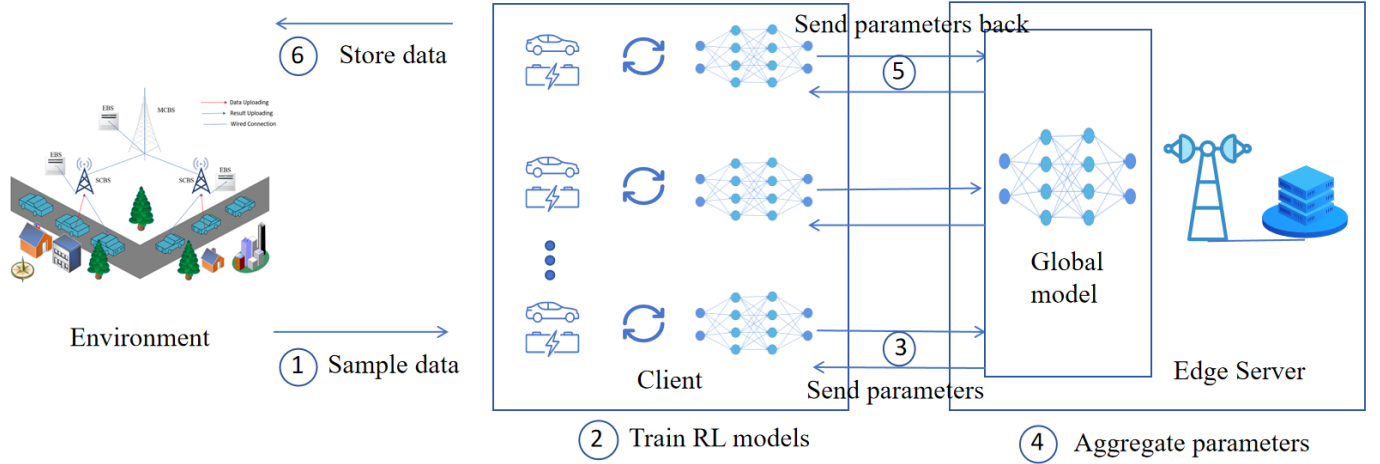 Send parameters back
6 Store data
5
MCBS
EBS
Data Uploading
Result Uploading
Wired Connection
EBS
EBS
SCBS
SCBS
Global
model
Environment
1 Sample data
3
Client
Send parameters
Edge Server
2 Train RL models
4 Aggregate parameters